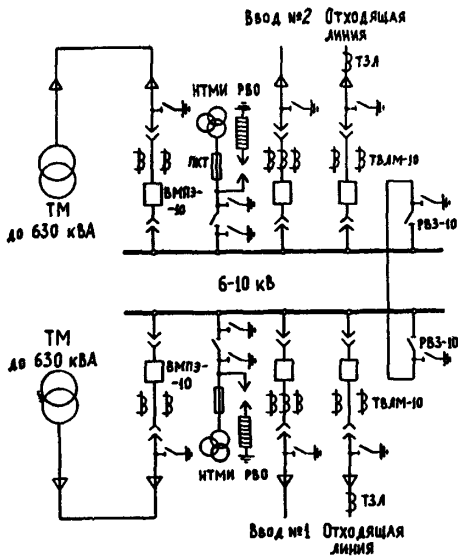 Ввод №2 Отходящая
линия
ТЗЛ
НТМИ РВО
ПКТ
ТВЛМ-10
ВМПЭ-
-10
ТМ
до 630 кВА
РВЗ-10
6-10 кВ
ТМ
до 630 кВА
ВМПЭ-
-10
РВЗ-10
ТВЛМ-10
НТМИ РВО
ТЗЛ
Ввод №1 Отходящая
линия